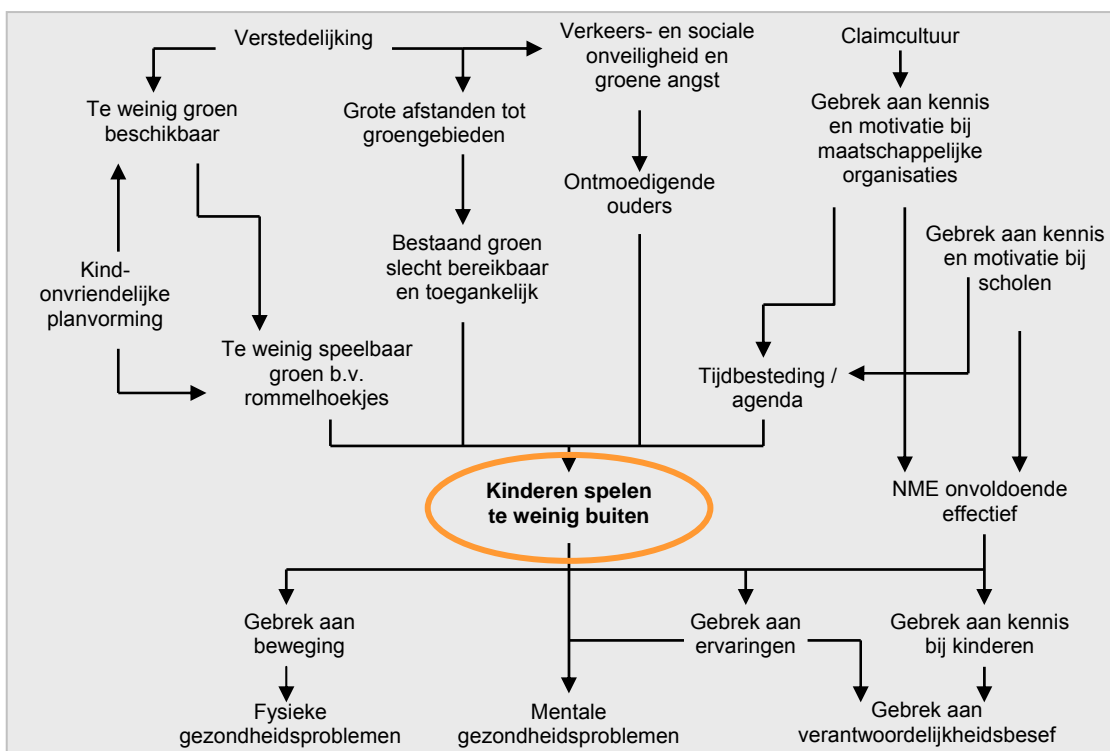 Verstedelijking
Verkeers- en sociale
onveiligheid en
groene angst
Claimcultuur
Te weinig groen
beschikbaar
Grote afstanden tot
groengebieden
Gebrek aan kennis
en motivatie bij
maatschappelijke
organisaties
Ontmoedigende
ouders
Bestaand groen
slecht bereikbaar
en toegankelijk
Gebrek aan kennis
en motivatie bij
scholen
Kind-
onvriendelijke
planvorming
Te weinig speelbaar
groen b.v.
rommelhoekjes
Tijdbesteding /
agenda
Kinderen spelen
te weinig buiten
NME onvoldoende
effectief
Gebrek aan
beweging
Gebrek aan
ervaringen
Gebrek aan kennis
bij kinderen
Fysieke
gezondheidsproblemen
Mentale
gezondheidsproblemen
Gebrek aan
verantwoordelijkheidsbesef